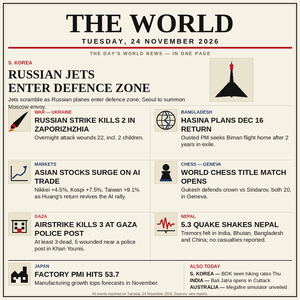 THE WORLD
TUESDAY, 24 NOVEMBER 2026
THE DAY'S WORLD NEWS — IN ONE PAGE
S. KOREA
RUSSIAN JETS
ENTER DEFENCE ZONE
Jets scramble as Russian planes enter defence zone; Seoul to summon
Moscow envoy.
WAR — UKRAINE
RUSSIAN STRIKE KILLS 2 IN
ZAPORIZHZHIA
Overnight attack wounds 22, incl. 2 children.
BANGLADESH
HASINA PLANS DEC 16
RETURN
Ousted PM seeks Biman flight home after 2
years in exile.
MARKETS
ASIAN STOCKS SURGE ON AI
TRADE
Nikkei +4.5%, Kospi +7.5%, Taiwan +9.1%
as Huang's return revives the AI rally.
CHESS — GENEVA
WORLD CHESS TITLE MATCH
OPENS
Gukesh defends crown vs Sindarov, both 20,
in Geneva.
GAZA
AIRSTRIKE KILLS 3 AT GAZA
POLICE POST
At least 3 dead, 5 wounded near a police
post in Khan Younis.
NEPAL
5.3 QUAKE SHAKES NEPAL
Tremors felt in India, Bhutan, Bangladesh
and China; no casualties reported.
JAPAN
FACTORY PMI HITS 53.7
Manufacturing growth tops forecasts in November.
ALSO TODAY
S. KOREA — BOK seen hiking rates Thu
INDIA — Bali Jatra opens in Cuttack
AUSTRALIA — Megafire smoulder unveiled